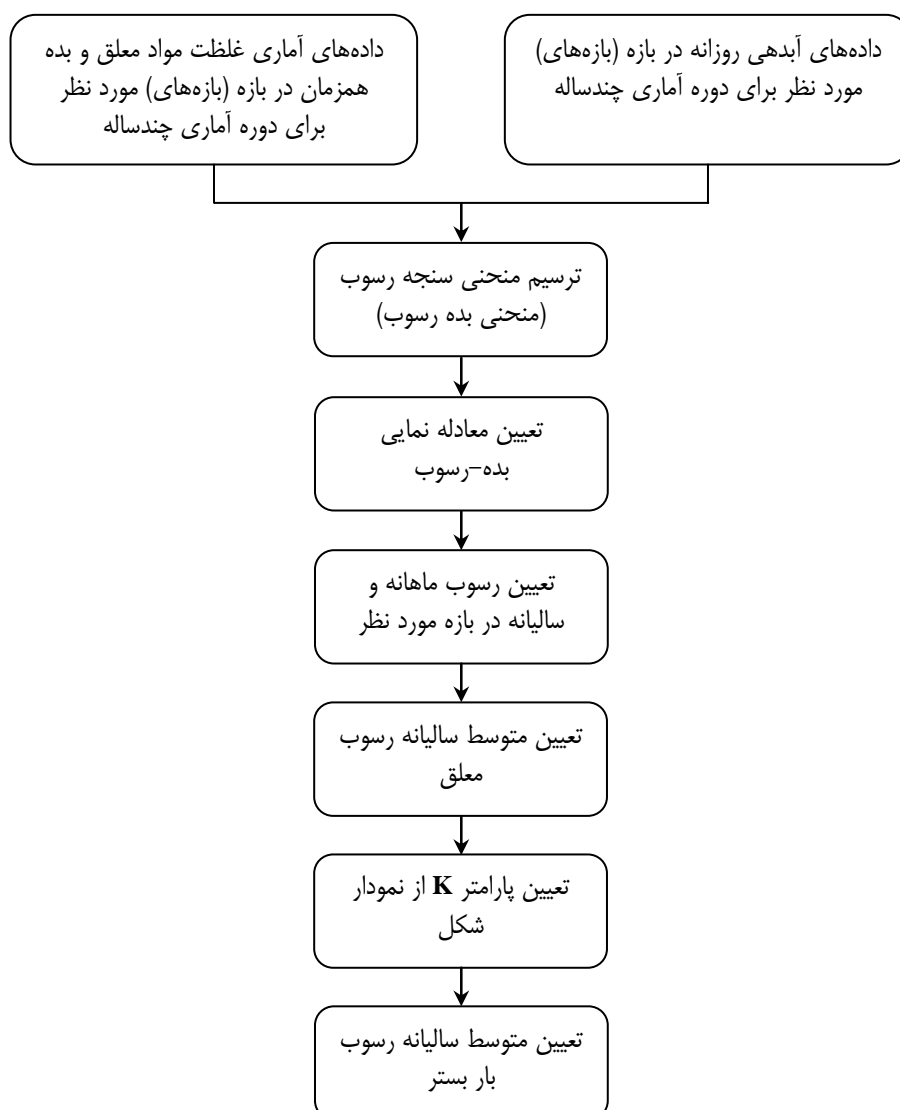 داده‌های آبدهی روزانه در بازه (بازه‌های)
مورد نظر برای دوره آماری چندساله
داده‌های آماری غلظت مواد معلق و بده
همزمان در بازه (بازه‌های) مورد نظر
برای دوره آماری چندساله
ترسیم منحنی سنجه رسوب
(منحنی بده رسوب)
تعیین معادله نمایی
بده-رسوب
تعیین رسوب ماهانه و
سالیانه در بازه مورد نظر
تعیین متوسط سالیانه رسوب
معلق
تعیین پارامتر K از نمودار
شکل
تعیین متوسط سالیانه رسوب
بار بستر